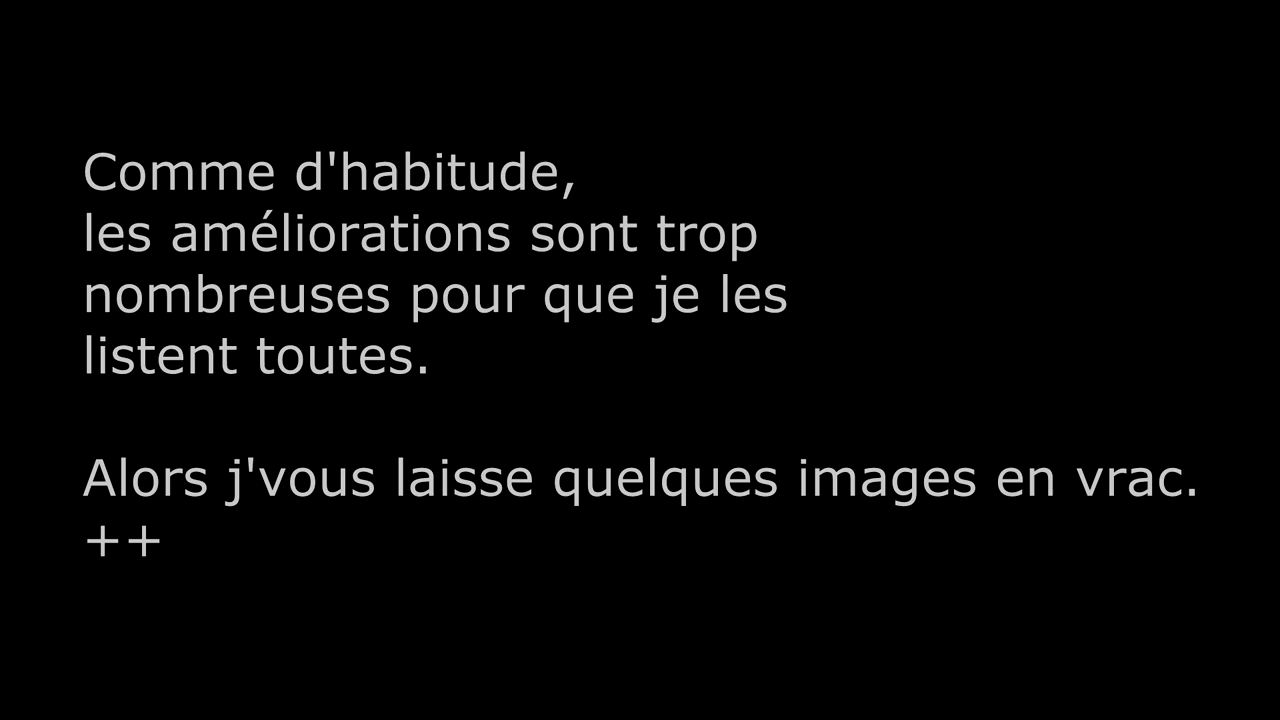 Comme d'habitude,
les améliorations sont trop
nombreuses pour que je les
listent toutes.
Alors j'vous laisse quelques images en vrac.
++